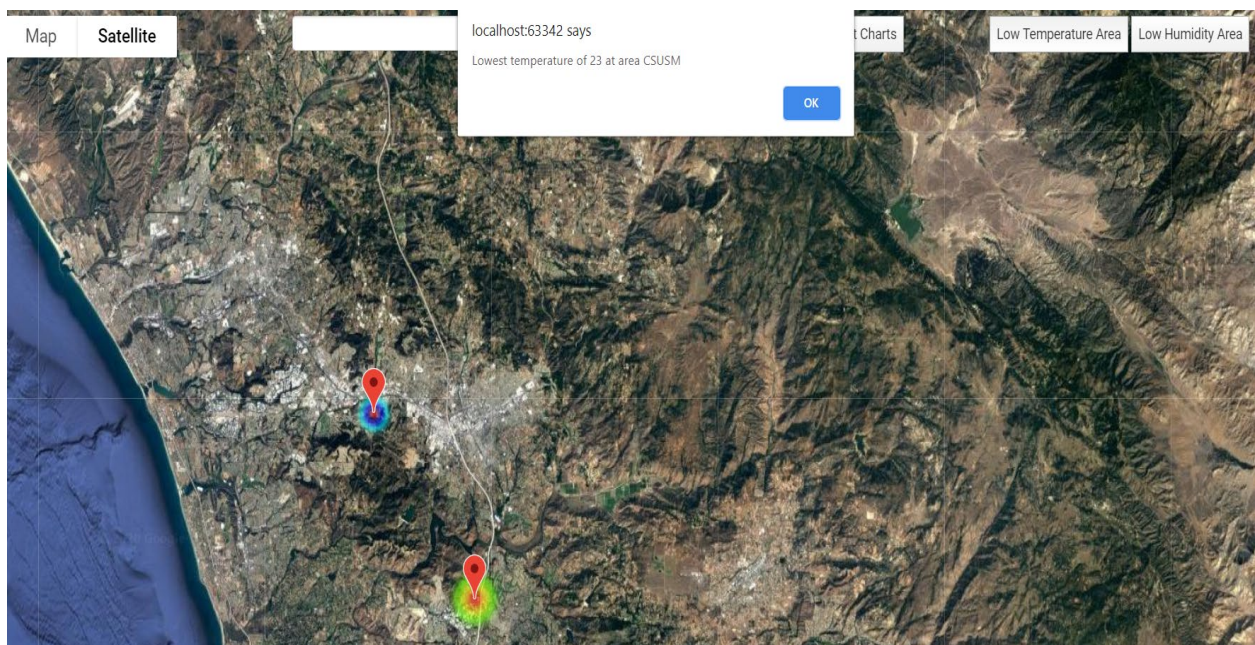 Map
Satellite
localhost:63342 says
Lowest temperature of 23 at area CSUSM
OK
t Charts
Low Temperature Area
Low Humidity Area